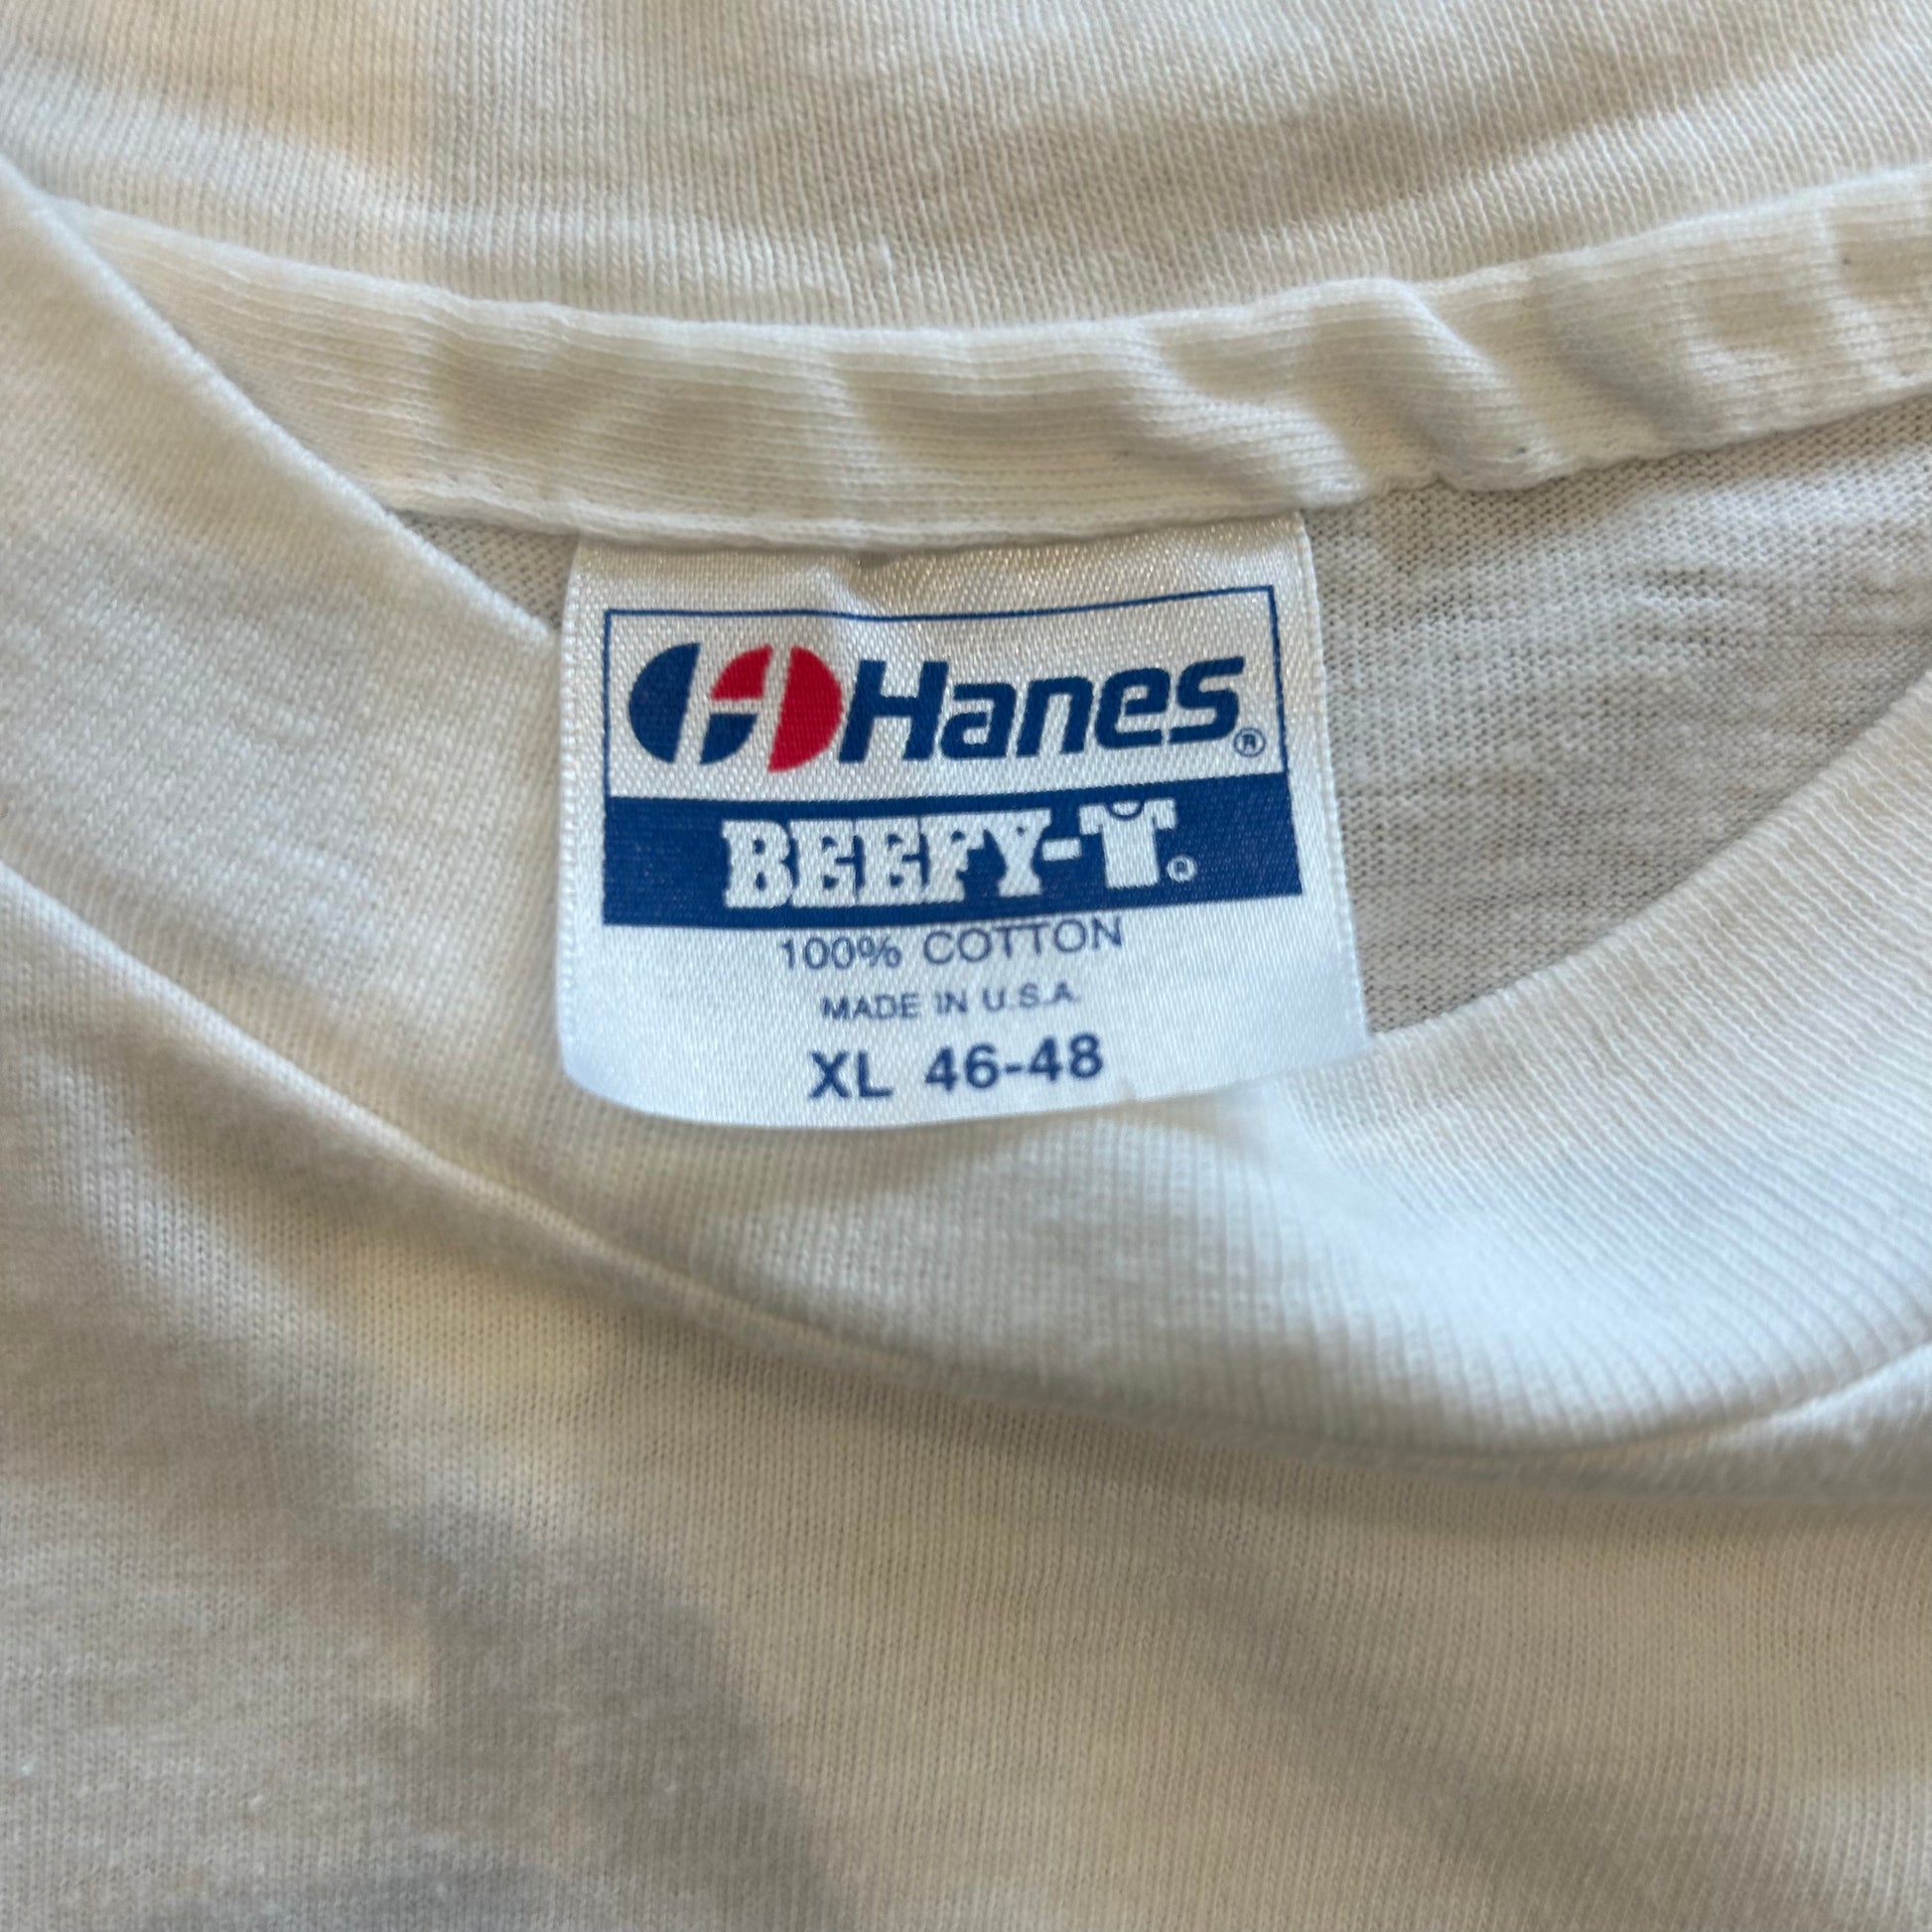 Hanes®
BEEFY-T®
100% COTTON
MADE IN U.S.A.
XL 46-48